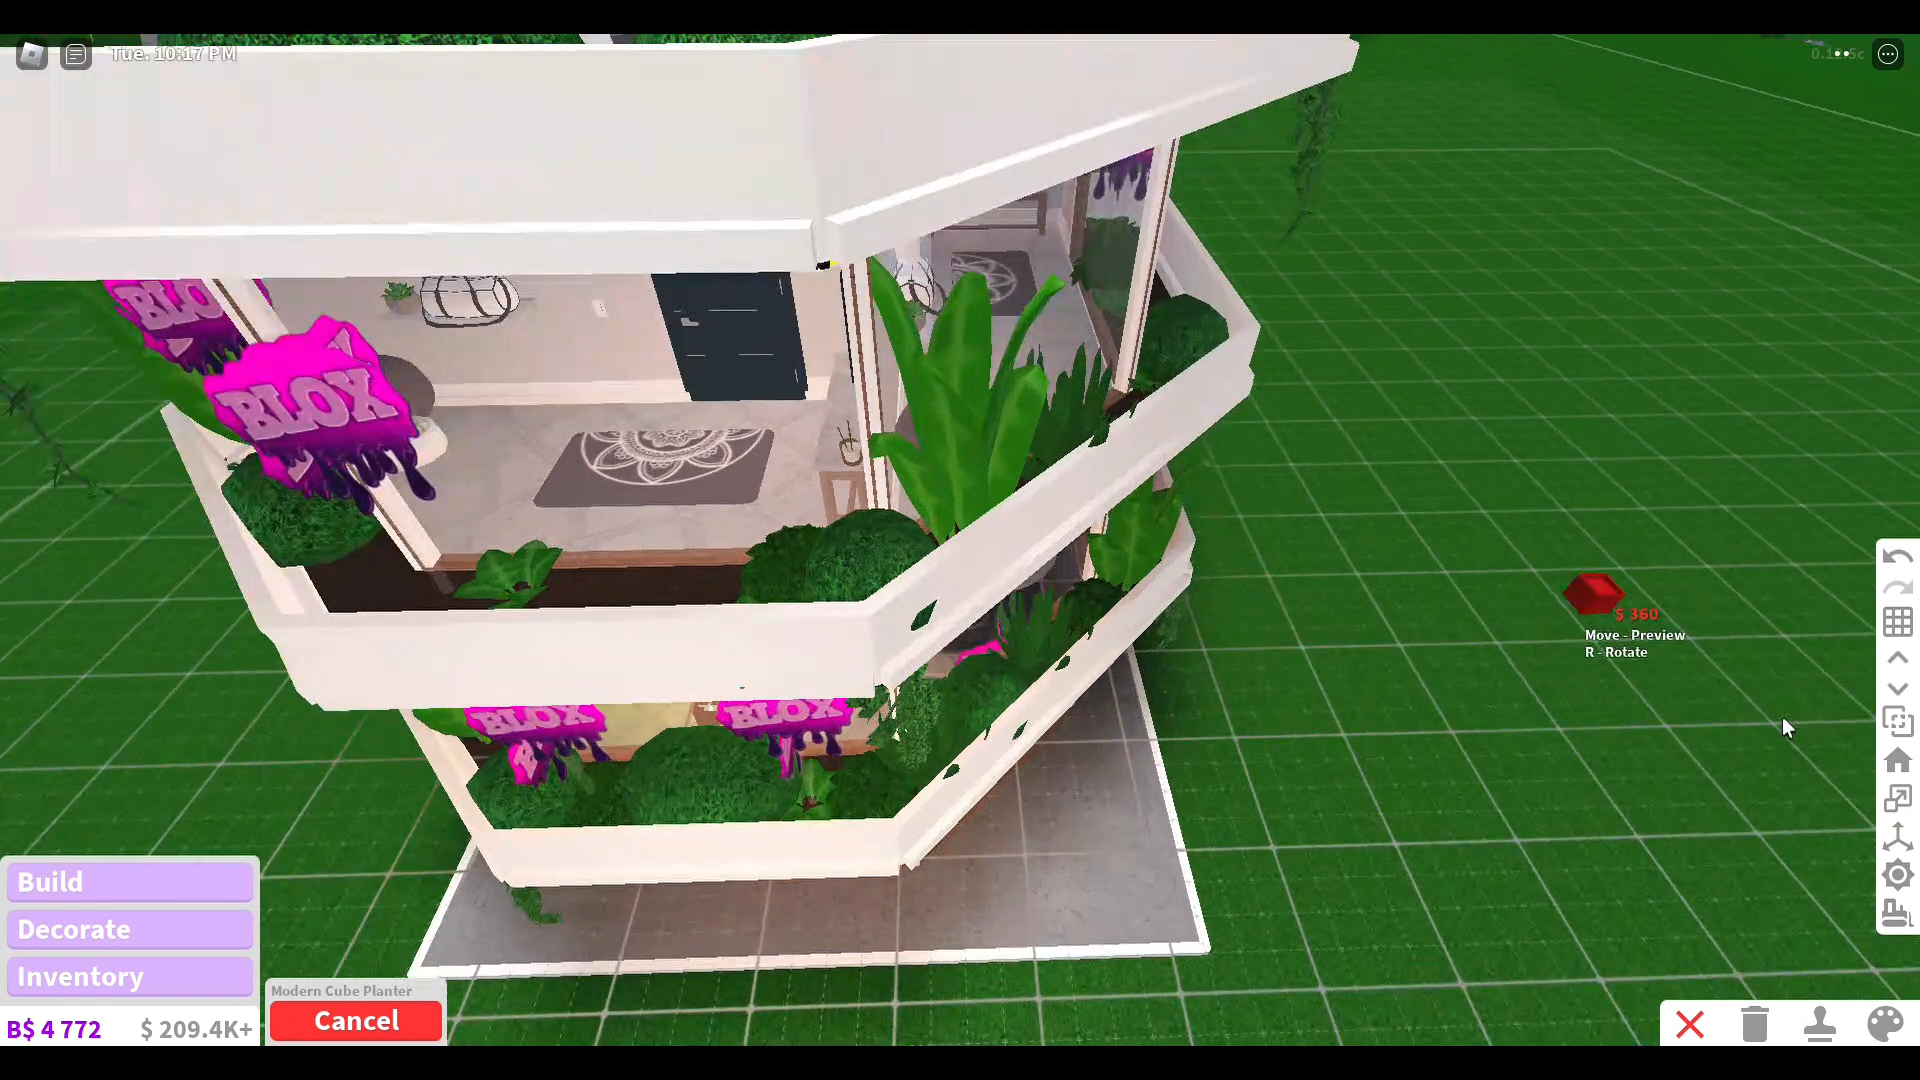 Tue. 10:17 PM
BLOX
BLOX
$ 360
Move - Preview
R - Rotate
BLOX
BLOX
Build
Decorate
Inventory
Modern Cube Planter
Cancel
B$ 4 772
$ 209.4K+